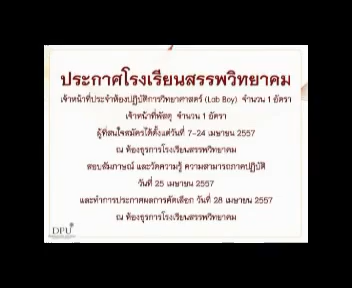 ประกาศโรงเรียนสรรพวิทยาคม
เจ้าหน้าที่ประจำห้องปฏิบัติการวิทยาศาสตร์ (Lab Boy) จำนวน 1 อัตรา
เจ้าหน้าที่พัสดุ จำนวน 1 อัตรา
ผู้ที่สนใจสมัครได้ตั้งแต่วันที่ 7-24 เมษายน 2557
ณ ห้องธุรการโรงเรียนสรรพวิทยาคม
สอบสัมภาษณ์ และวัดความรู้ ความสามารถภาคปฏิบัติ
วันที่ 25 เมษายน 2557
และทำการประกาศผลการคัดเลือก วันที่ 28 เมษายน 2557
ณ ห้องธุรการโรงเรียนสรรพวิทยาคม
DPU